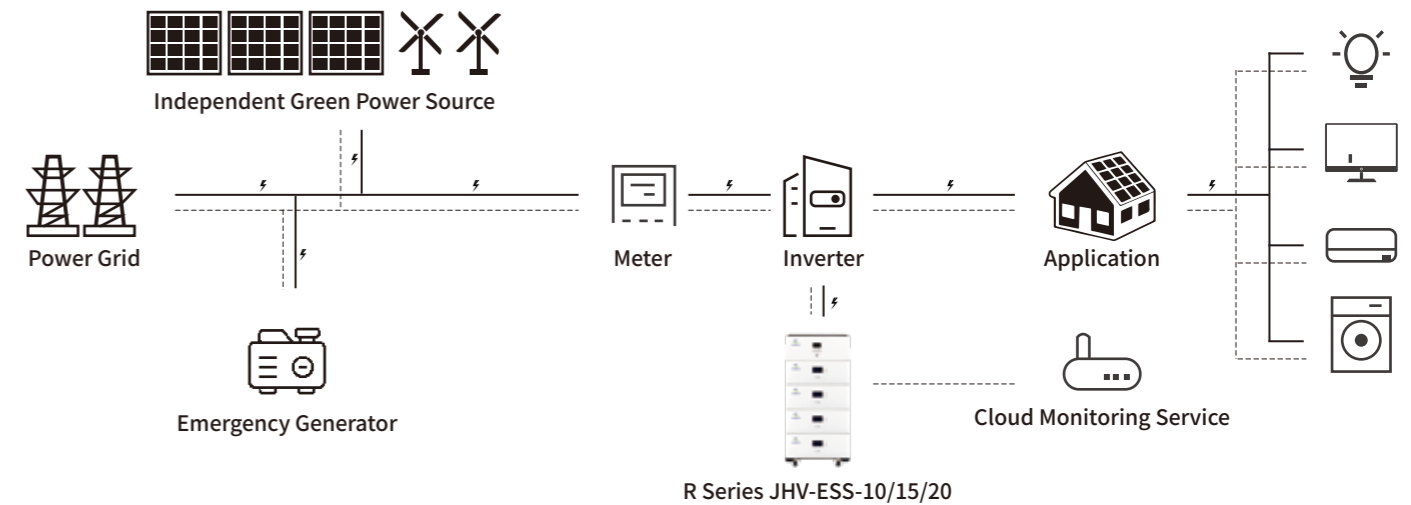 Independent Green Power Source
Power Grid
Meter
Inverter
Application
Emergency Generator
Cloud Monitoring Service
R Series JHV-ESS-10/15/20